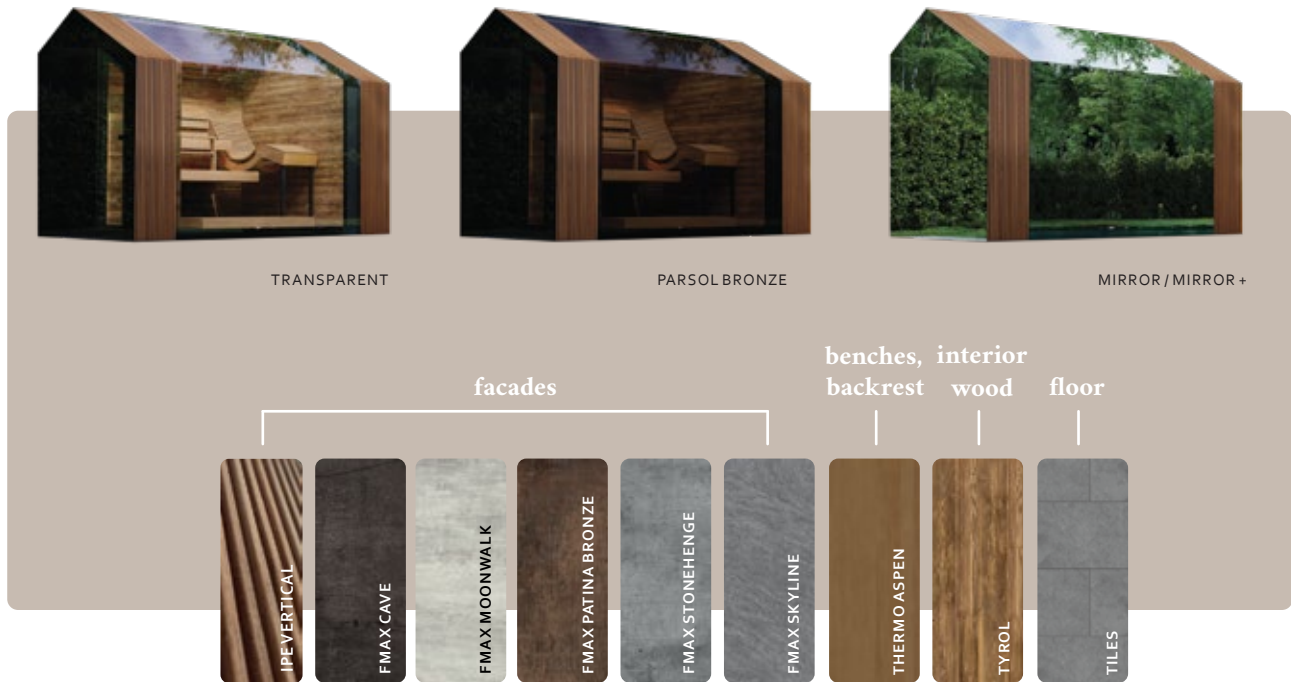 TRANSPARENT
PARSOL BRONZE
MIRROR / MIRROR +
facades
benches,
backrest
interior
wood
floor
IPE VERTICAL
FMAX CAVE
FMAX MOONWALK
FMAX PATINA BRONZE
FMAX STONEHENGE
FMAX SKYLINE
THERMO ASPEN
TYROL
TILES